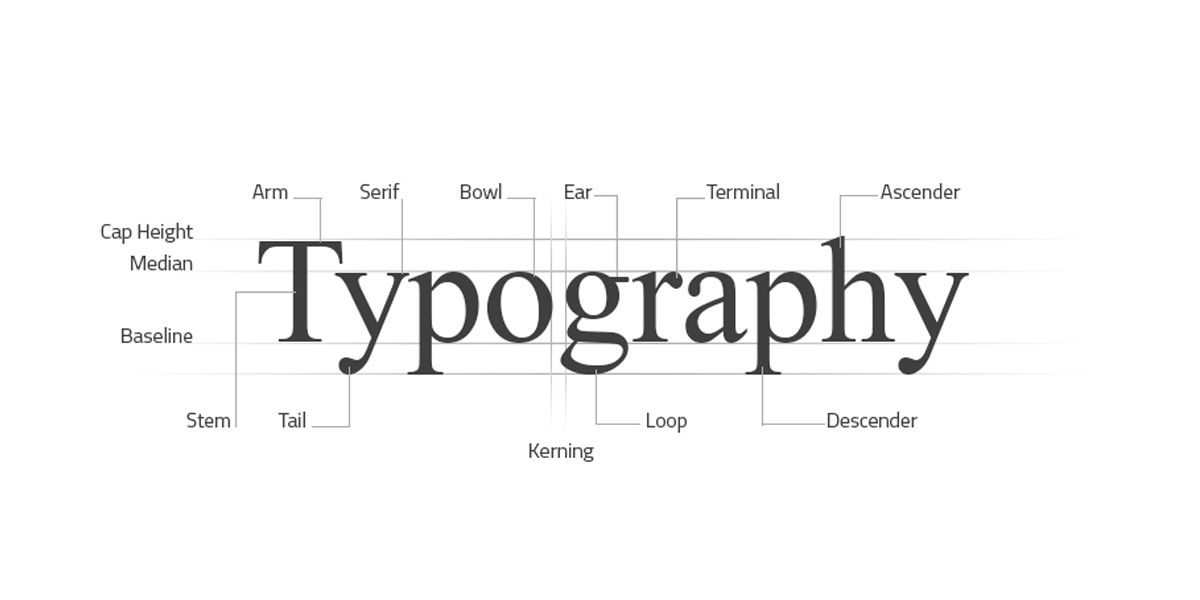 Arm Serif Bowl Ear Terminal Ascender
Cap Height
Median
Typography
Baseline
Stem Tail Loop Descender
Kerning